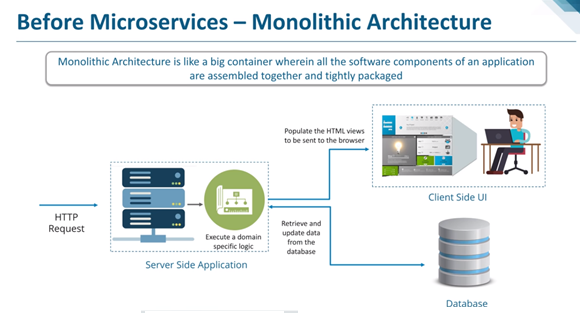 Before Microservices – Monolithic Architecture
Monolithic Architecture is like a big container wherein all the software components of an application
are assembled together and tightly packaged
Populate the HTML views
to be sent to the browser
Client Side UI
HTTP
Request
Execute a domain
specific logic
Server Side Application
Retrieve and
update data
from the
database
Database